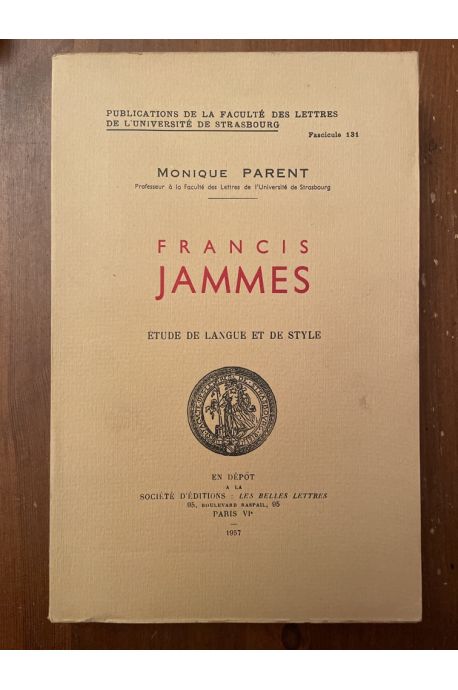 PUBLICATIONS DE LA FACULTÉ DES LETTRES
DE L'UNIVERSITÉ DE STRASBOURG
Fascicule 131
MONIQUE PARENT
Professeur à la Faculté des Lettres de l'Université de Strasbourg
FRANCIS
JAMMES
ÉTUDE DE LANGUE ET DE STYLE
EN DÉPÔT
A LA
SOCIÉTÉ D'ÉDITIONS : LES BELLES LETTRES
95, BOULEVARD RASPAIL, 95
PARIS VIe
1957